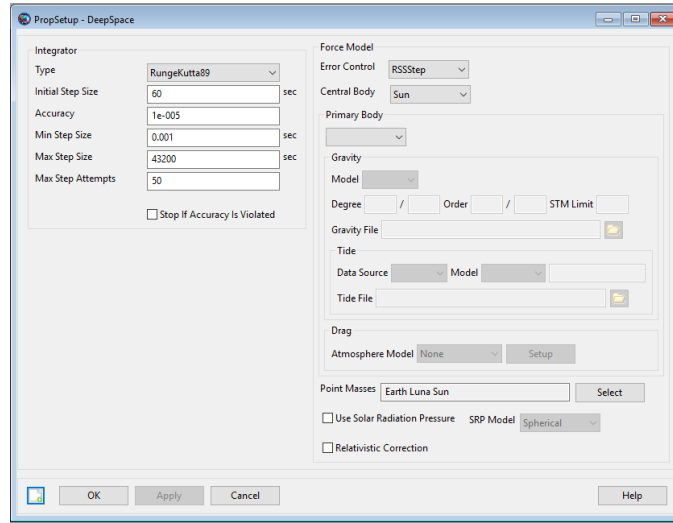 PropSetup - DeepSpace
Integrator
Type RungeKutta89
Initial Step Size 60 sec
Accuracy 1e-005
Min Step Size 0.001 sec
Max Step Size 43200 sec
Max Step Attempts 50
Stop If Accuracy Is Violated
Force Model
Error Control RSSStep
Central Body Sun
Primary Body
Gravity
Model
Degree / Order / STM Limit
Gravity File
Tide
Data Source Model
Tide File
Drag
Atmosphere Model None Setup
Point Masses Earth Luna Sun Select
Use Solar Radiation Pressure SRP Model Spherical
Relativistic Correction
OK Apply Cancel Help